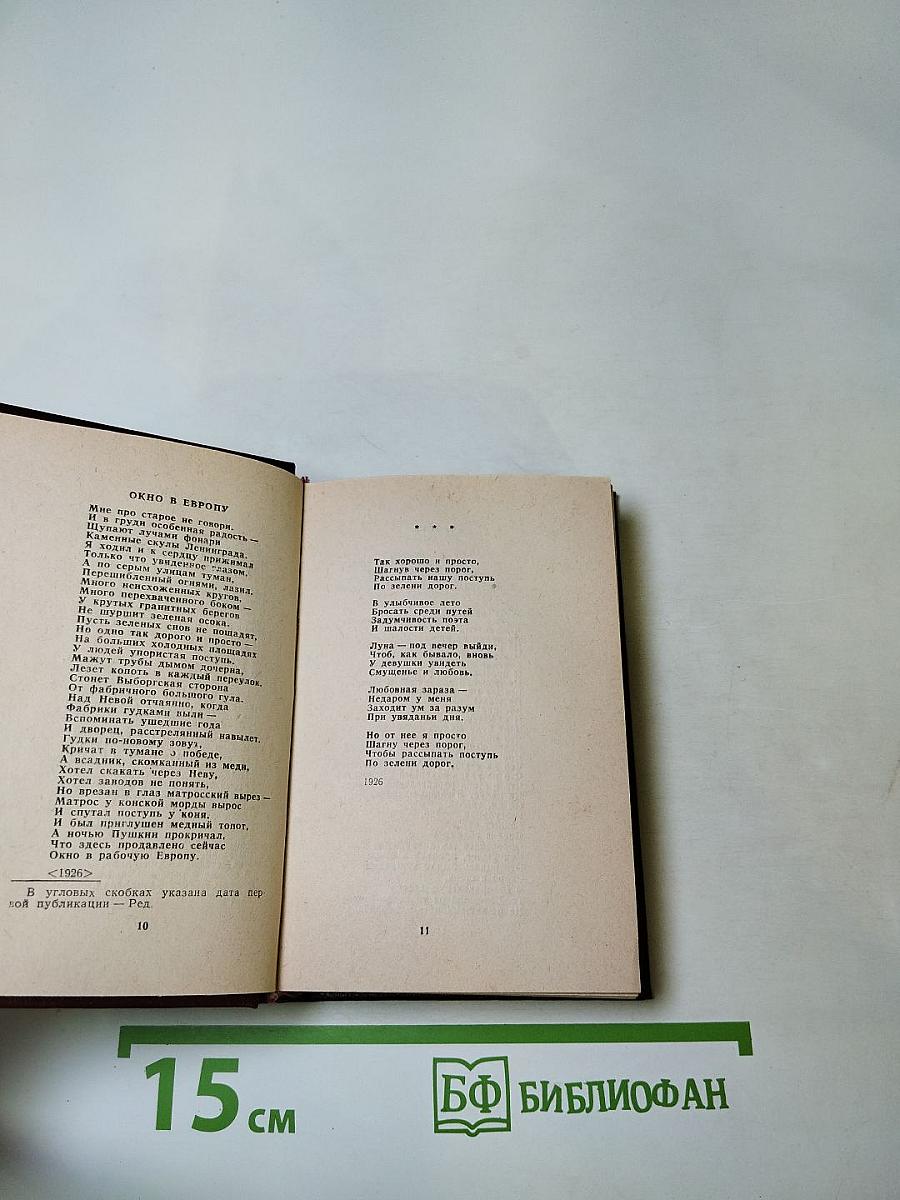 ОКНО В ЕВРОПУ
Мне про старое не говори.
И в груди особенная радость —
Щупают лучами фонари
Каменные скулы Ленинграда.
Я ходил и к сердцу прижимал
Только что увиденное глазом.
А по серым улицам туман,
Перешибленный огнями, лазил.
Много неисхоженных кругов,
Много перехваченного боком —
У крутых гранитных берегов
Не шуршит зеленая осока.
Пусть зеленых снов не пощадят,
Но одно так дорого и просто —
На больших холодных площадях
У людей упористая поступь.
Мажут трубы дымом дочерна,
Лезет копоть в каждый переулок.
Стонет Выборгская сторона
От фабричного большого гула.
Над Невой отчаянно, когда
Фабрики гудками выли —
Вспоминать ушедшие года
И дворец, расстрелянный навылет.
Гудки по-новому зовут,
Кричат в тумане о победе,
А всадник, скомканный из меди,
Хотел скакать через Неву,
Хотел заводов не понять,
Но врезан в глаз матросский вырез —
Матрос у конской морды вырос
И спутал поступь у коня.
И был приглушен медный топот,
А ночью Пушкин прокричал,
Что здесь продавлено сейчас
Окно в рабочую Европу.
<1926>
В угловых скобках указана дата пер-
вой публикации — Ред.
10
* * *
Так хорошо и просто,
Шагнув через порог,
Рассыпать нашу поступь
По зелени дорог.
В улыбчивое лето
Бросать среди путей
Задумчивость поэта
И шалости детей.
Луна — под вечер выйди,
Чтоб, как бывало, вновь
У девушки увидеть
Смущенье и любовь.
Любовная зараза —
Недаром у меня
Заходит ум за разум
При увяданьи дня.
Но от нее я просто
Шагну через порог,
Чтобы рассыпать поступь
По зелени дорог.
1926
11
15 см
БФ БИБЛИОФАН